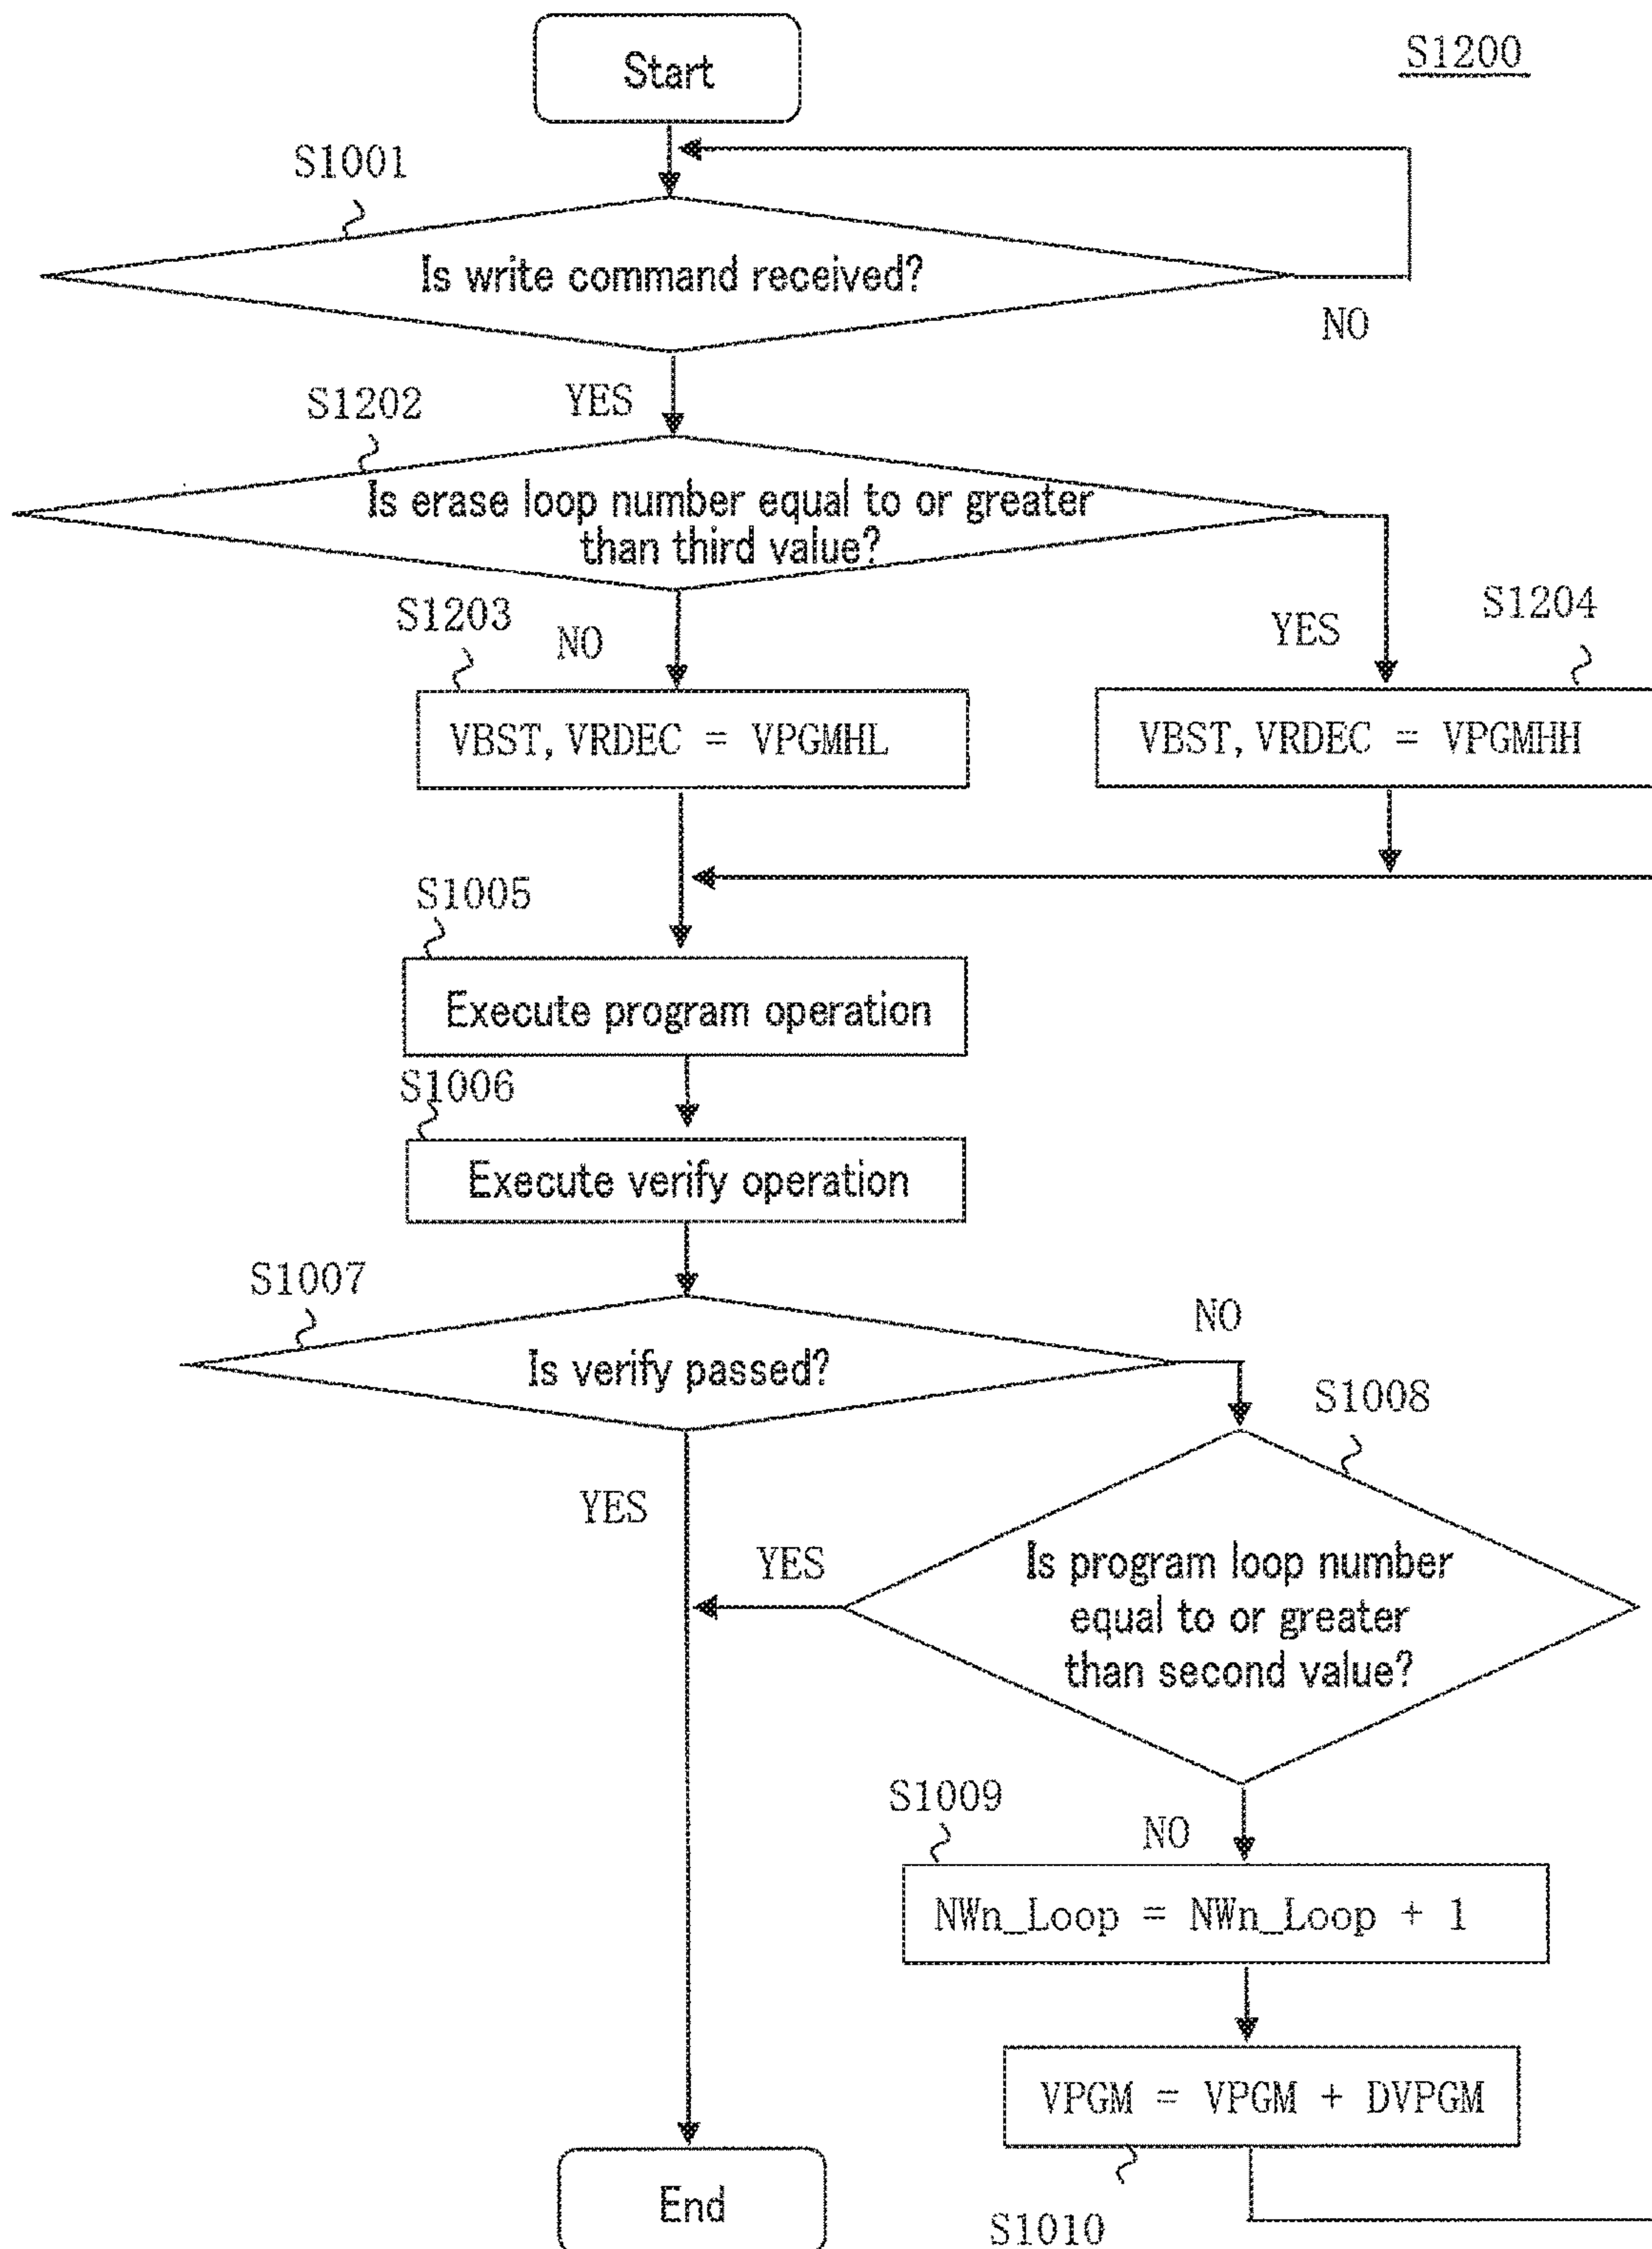 S1200
Start
S1001
Is write command received?
NO
YES
S1202
Is erase loop number equal to or greater
than third value?
S1203
NO
YES
S1204
VBST, VRDEC = VPGMHL
VBST, VRDEC = VPGMHH
S1005
Execute program operation
S1006
Execute verify operation
S1007
NO
Is verify passed?
S1008
YES
YES
Is program loop number
equal to or greater
than second value?
S1009
NO
NWn_Loop = NWn_Loop + 1
VPGM = VPGM + DVPGM
End
S1010